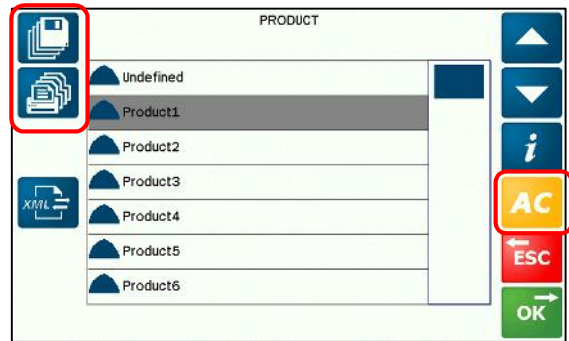 PRODUCT
Undefined
Product1
Product2
Product3
Product4
Product5
Product6
XML
i
AC
ESC
OK